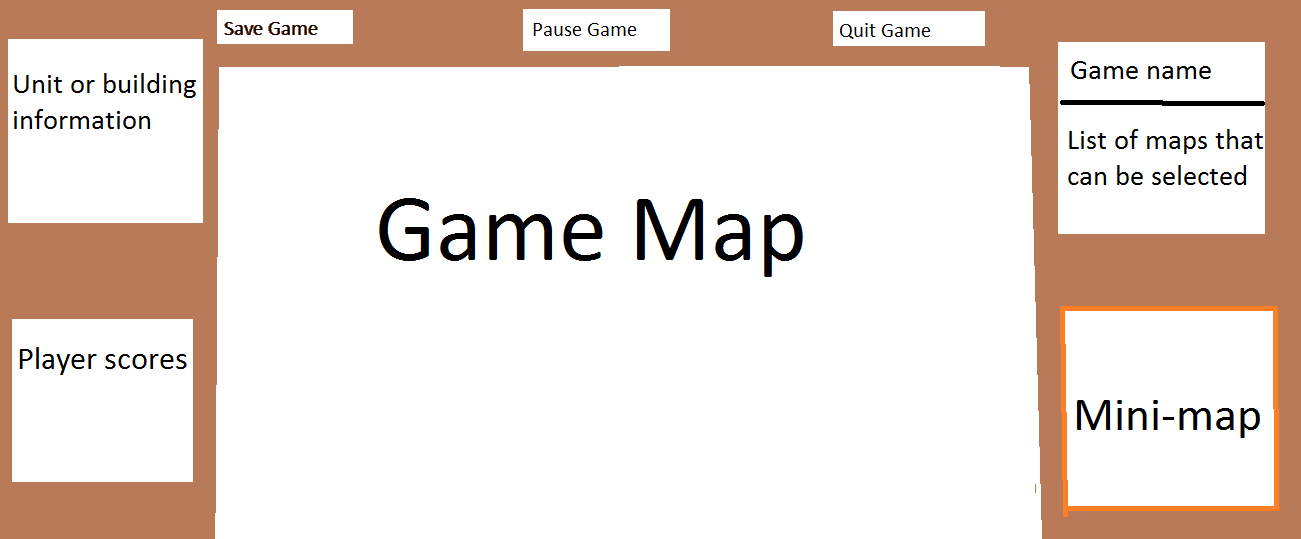 Save Game
Pause Game
Quit Game
Unit or building
information
Game name
List of maps that
can be selected
Game Map
Player scores
Mini-map